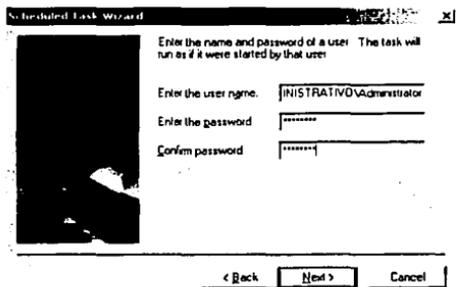 Scheduled Task Wizard
Enter the name and password of a user. The task will
run as if it were started by that user
Enter the user name.
INISTRATIVO\Administrator
Enter the password
********
Confirm password
********
< Back
Next >
Cancel